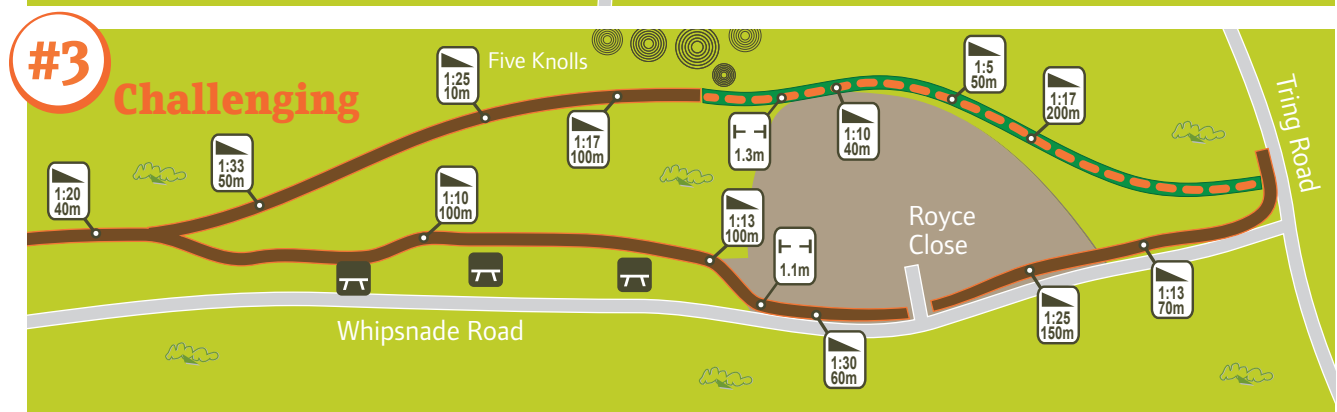 #3
Challenging
Five Knolls
1:25
10m
1:5
50m
1:17
200m
Tring Road
1:33
50m
1:17
100m
1.3m
1:10
40m
1:20
40m
1:10
100m
1:13
100m
Royce
Close
1.1m
Whipsnade Road
1:30
60m
1:25
150m
1:13
70m